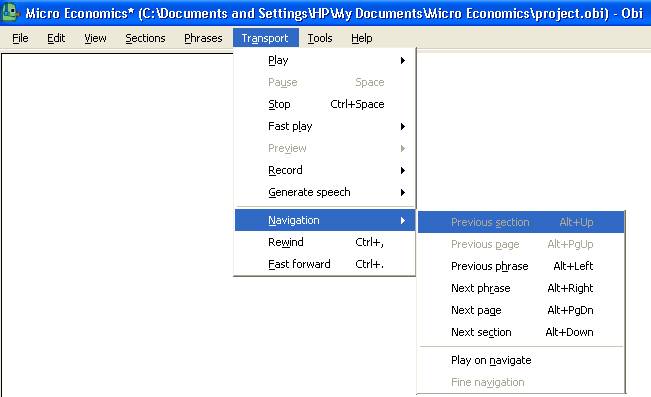 Micro Economics* (C:\Documents and Settings\HP\My Documents\Micro Economics\project.obi) - Obi
File Edit View Sections Phrases Transport Tools Help
Play
Pause Space
Stop Ctrl+Space
Fast play
Preview
Record
Generate speech
Navigation
Rewind Ctrl+,
Fast forward Ctrl+.
Previous section Alt+Up
Previous page Alt+PgUp
Previous phrase Alt+Left
Next phrase Alt+Right
Next page Alt+PgDn
Next section Alt+Down
Play on navigate
Fine navigation